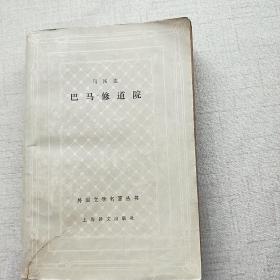 司汤达
巴马修道院
外国文学名著丛书
上海译文出版社